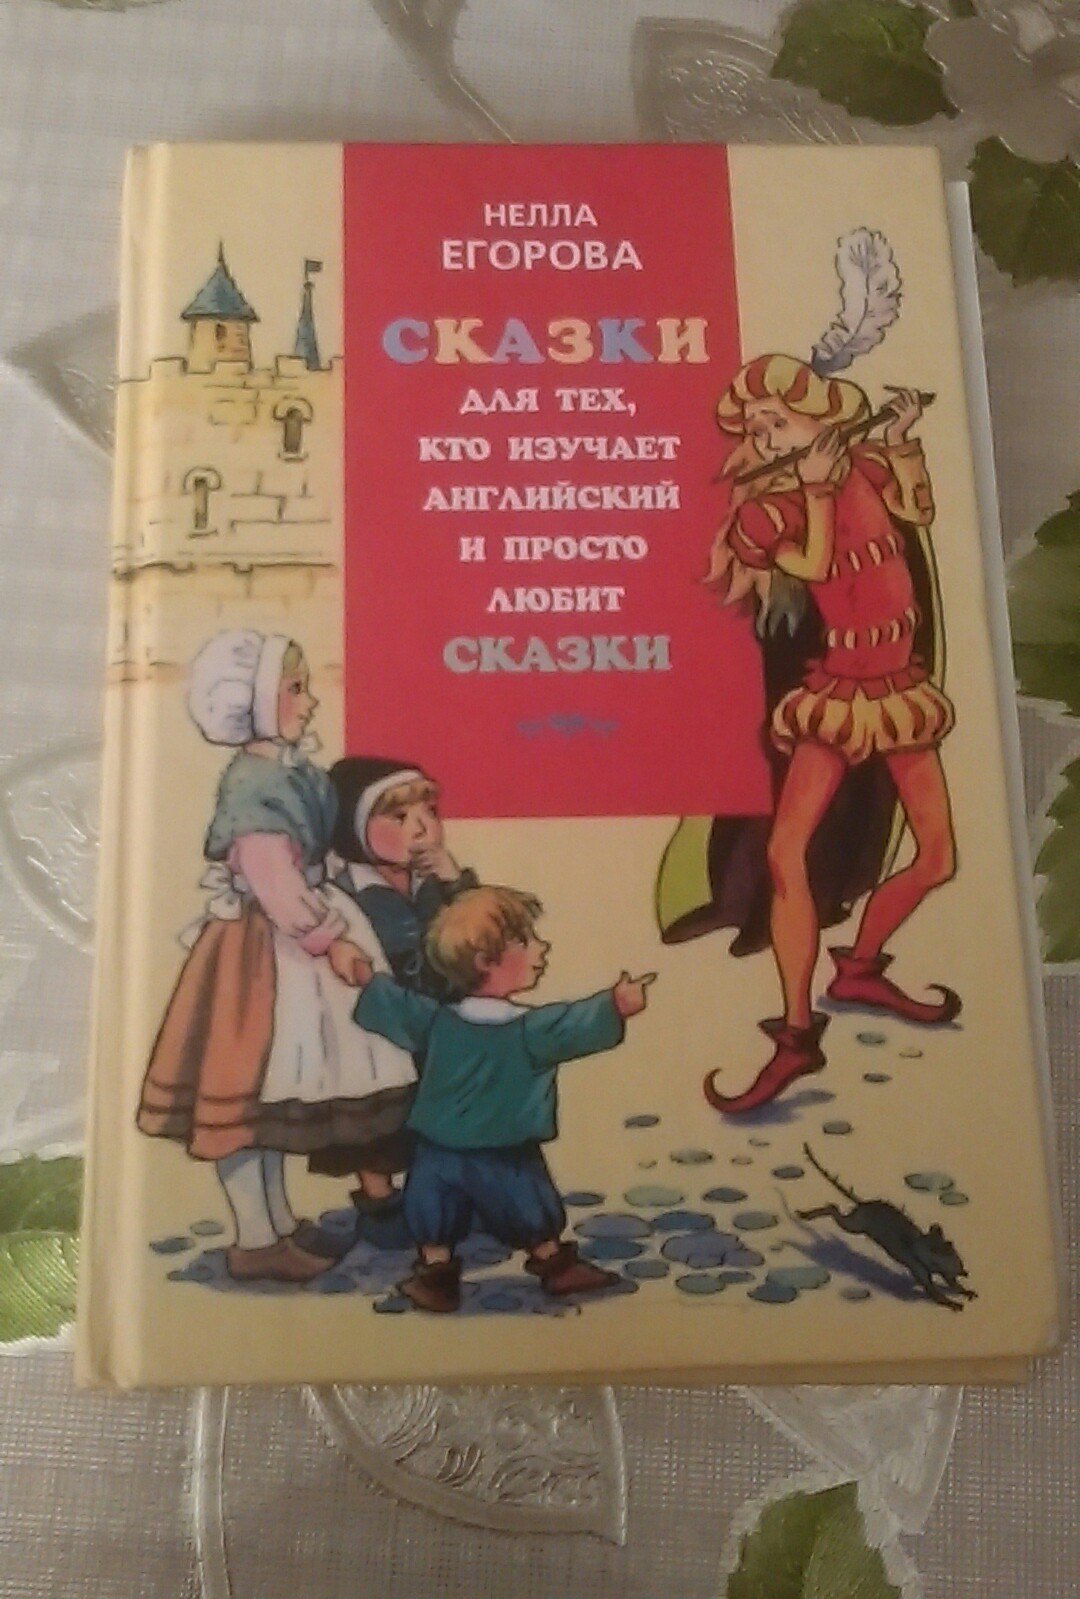 НЕЛЛА
ЕГОРОВА
СКАЗКИ
ДЛЯ ТЕХ,
КТО ИЗУЧАЕТ
АНГЛИЙСКИЙ
И ПРОСТО
ЛЮБИТ
СКАЗКИ